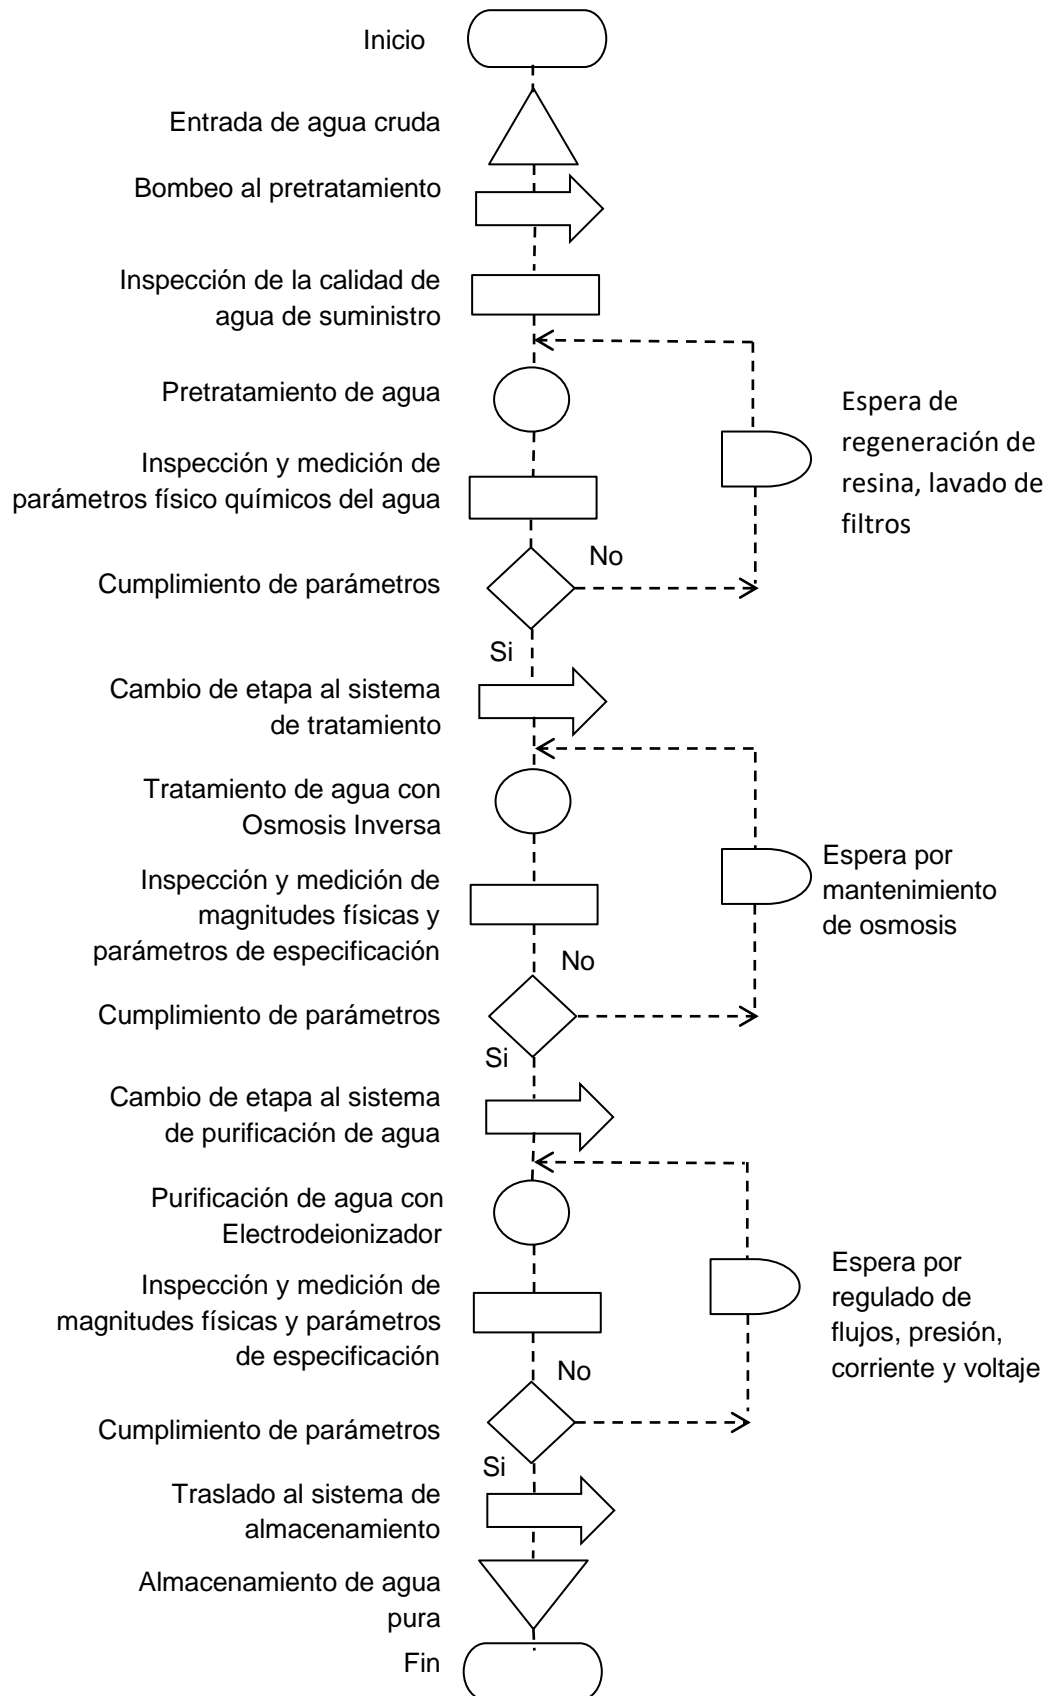 Inicio
Entrada de agua cruda
Bombeo al pretratamiento
Inspección de la calidad de
agua de suministro
Pretratamiento de agua
Espera de
regeneración de
resina, lavado de
filtros
Inspección y medición de
parámetros físico químicos del agua
No
Cumplimiento de parámetros
Si
Cambio de etapa al sistema
de tratamiento
Tratamiento de agua con
Osmosis Inversa
Espera por
mantenimiento
de osmosis
Inspección y medición de
magnitudes físicas y
parámetros de especificación
No
Cumplimiento de parámetros
Si
Cambio de etapa al sistema
de purificación de agua
Purificación de agua con
Electrodeionizador
Espera por
regulado de
flujos, presión,
corriente y voltaje
Inspección y medición de
magnitudes físicas y parámetros
de especificación
No
Cumplimiento de parámetros
Si
Traslado al sistema de
almacenamiento
Almacenamiento de agua
pura
Fin